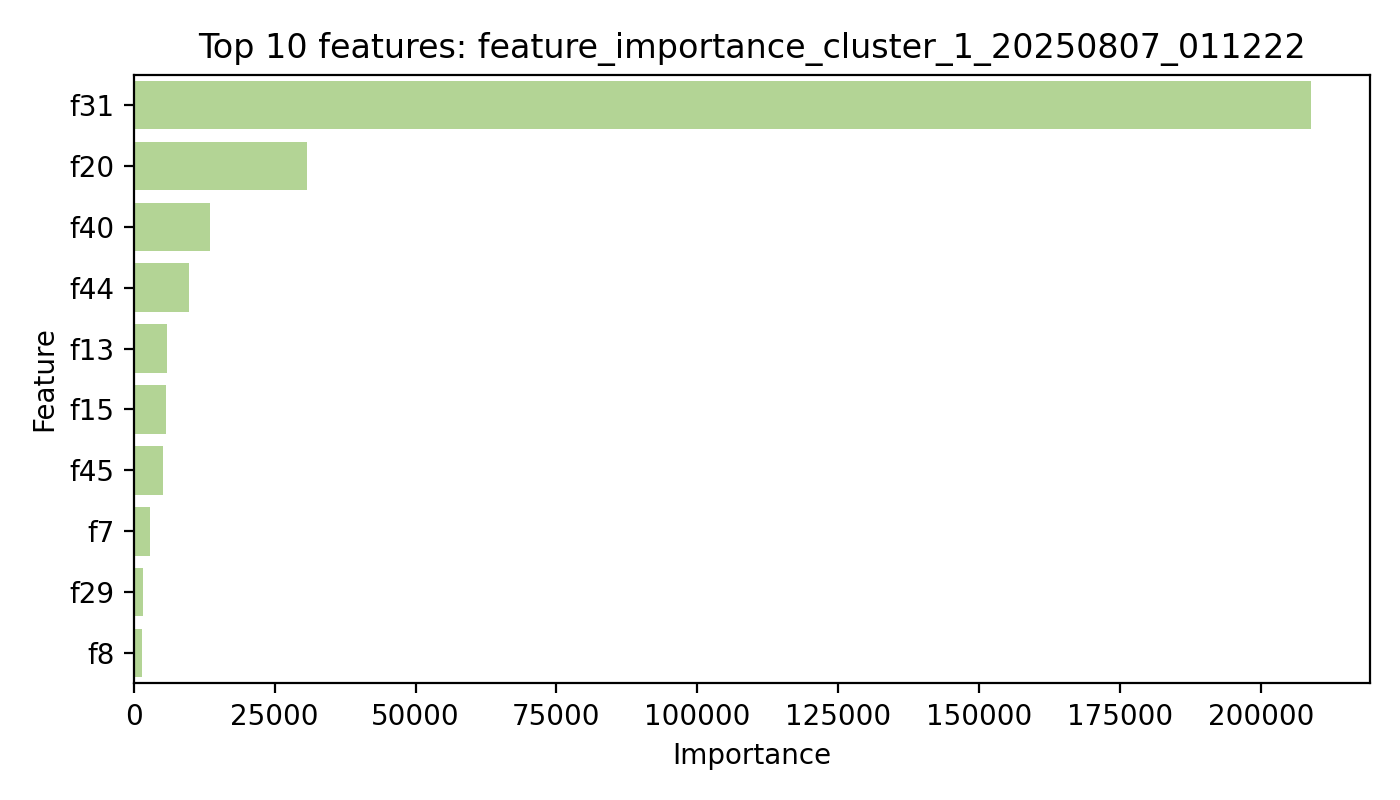 Top 10 features: feature_importance_cluster_1_20250807_011222
f31
f20
f40
f44
f13
f15
f45
f7
f29
f8
Feature
0 25000 50000 75000 100000 125000 150000 175000 200000
Importance